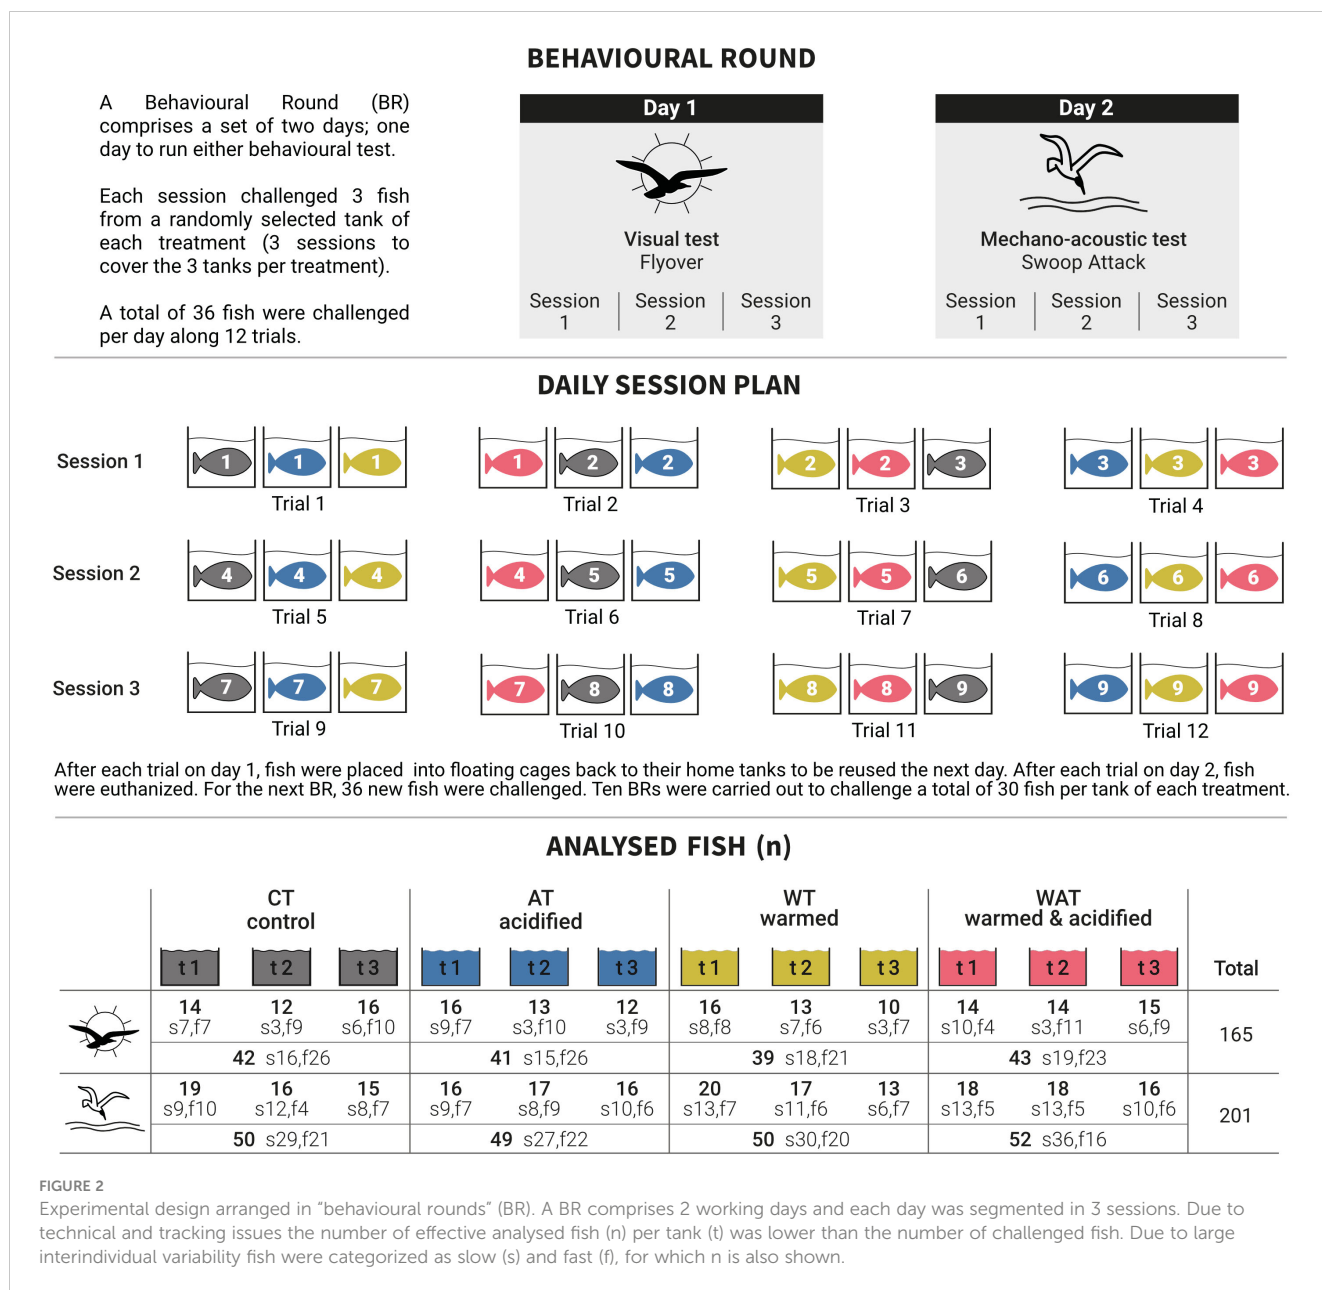 BEHAVIOURAL ROUND
A Behavioural Round (BR)
comprises a set of two days; one
day to run either behavioural test.
Each session challenged 3 fish
from a randomly selected tank of
each treatment (3 sessions to
cover the 3 tanks per treatment).
A total of 36 fish were challenged
per day along 12 trials.
Day 1
Visual test
Flyover
Session 1
Session 2
Session 3
Day 2
Mechano-acoustic test
Swoop Attack
Session 1
Session 2
Session 3
DAILY SESSION PLAN
Session 1
1 1 1
Trial 1
1 2 2
Trial 2
2 2 3
Trial 3
3 3 3
Trial 4
Session 2
4 4 4
Trial 5
4 5 5
Trial 6
5 5 6
Trial 7
6 6 6
Trial 8
Session 3
7 7 7
Trial 9
7 8 8
Trial 10
8 8 9
Trial 11
9 9 9
Trial 12
After each trial on day 1, fish were placed into floating cages back to their home tanks to be reused the next day. After each trial on day 2, fish
were euthanized. For the next BR, 36 new fish were challenged. Ten BRs were carried out to challenge a total of 30 fish per tank of each treatment.
ANALYSED FISH (n)
CT AT WT WAT
control acidified warmed warmed & acidified
t1 t2 t3 t1 t2 t3 t1 t2 t3 t1 t2 t3 Total
14 12 16 16 13 12 16 13 10 14 14 15
s7,f7 s3,f9 s6,f10 s9,f7 s3,f10 s3,f9 s8,f8 s7,f6 s3,f7 s10,f4 s3,f11 s6,f9
165
42 s16,f26 41 s15,f26 39 s18,f21 43 s19,f23
19 16 15 16 17 16 20 17 13 18 18 16
s9,f10 s12,f4 s8,f7 s9,f7 s8,f9 s10,f6 s13,f7 s11,f6 s6,f7 s13,f5 s13,f5 s10,f6
201
50 s29,f21 49 s27,f22 50 s30,f20 52 s36,f16
FIGURE 2
Experimental design arranged in “behavioural rounds” (BR). A BR comprises 2 working days and each day was segmented in 3 sessions. Due to
technical and tracking issues the number of effective analysed fish (n) per tank (t) was lower than the number of challenged fish. Due to large
interindividual variability fish were categorized as slow (s) and fast (f), for which n is also shown.